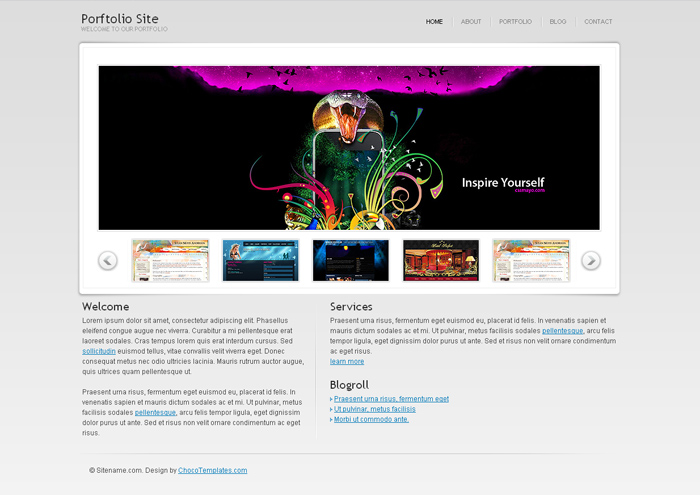 Porftolio Site
WELCOME TO OUR PORTFOLIO
HOME
ABOUT
PORTFOLIO
BLOG
CONTACT
Inspire Yourself
Welcome
Lorem ipsum dolor sit amet, consectetur adipiscing elit. Phasellus
eleifend congue augue nec viverra. Curabitur a mi pellentesque erat
laoreet sodales. Cras tempus lorem quis erat interdum cursus. Sed
sollicitudin euismod tellus, vitae convallis velit viverra eget. Donec
consequat metus nec odio ultricies lacinia. Mauris rutrum auctor augue,
quis ultrices quam pellentesque ut.
Praesent urna risus, fermentum eget euismod eu, placerat id felis. In
venenatis sapien et mauris dictum sodales ac et mi. Ut pulvinar, metus
facilisis sodales pellentesque, arcu felis tempor ligula, eget dignissim
dolor purus ut ante. Sed et risus non velit ornare condimentum ac eget
risus.
Services
Praesent urna risus, fermentum eget euismod eu, placerat id felis. In venenatis sapien et
mauris dictum sodales ac et mi. Ut pulvinar, metus facilisis sodales pellentesque, arcu felis
tempor ligula, eget dignissim dolor purus ut ante. Sed et risus non velit ornare condimentum
ac eget risus.
learn more
Blogroll
Praesent urna risus, fermentum eget
Ut pulvinar, metus facilisis
Morbi ut commodo ante.
© Sitename.com. Design by ChocoTemplates.com